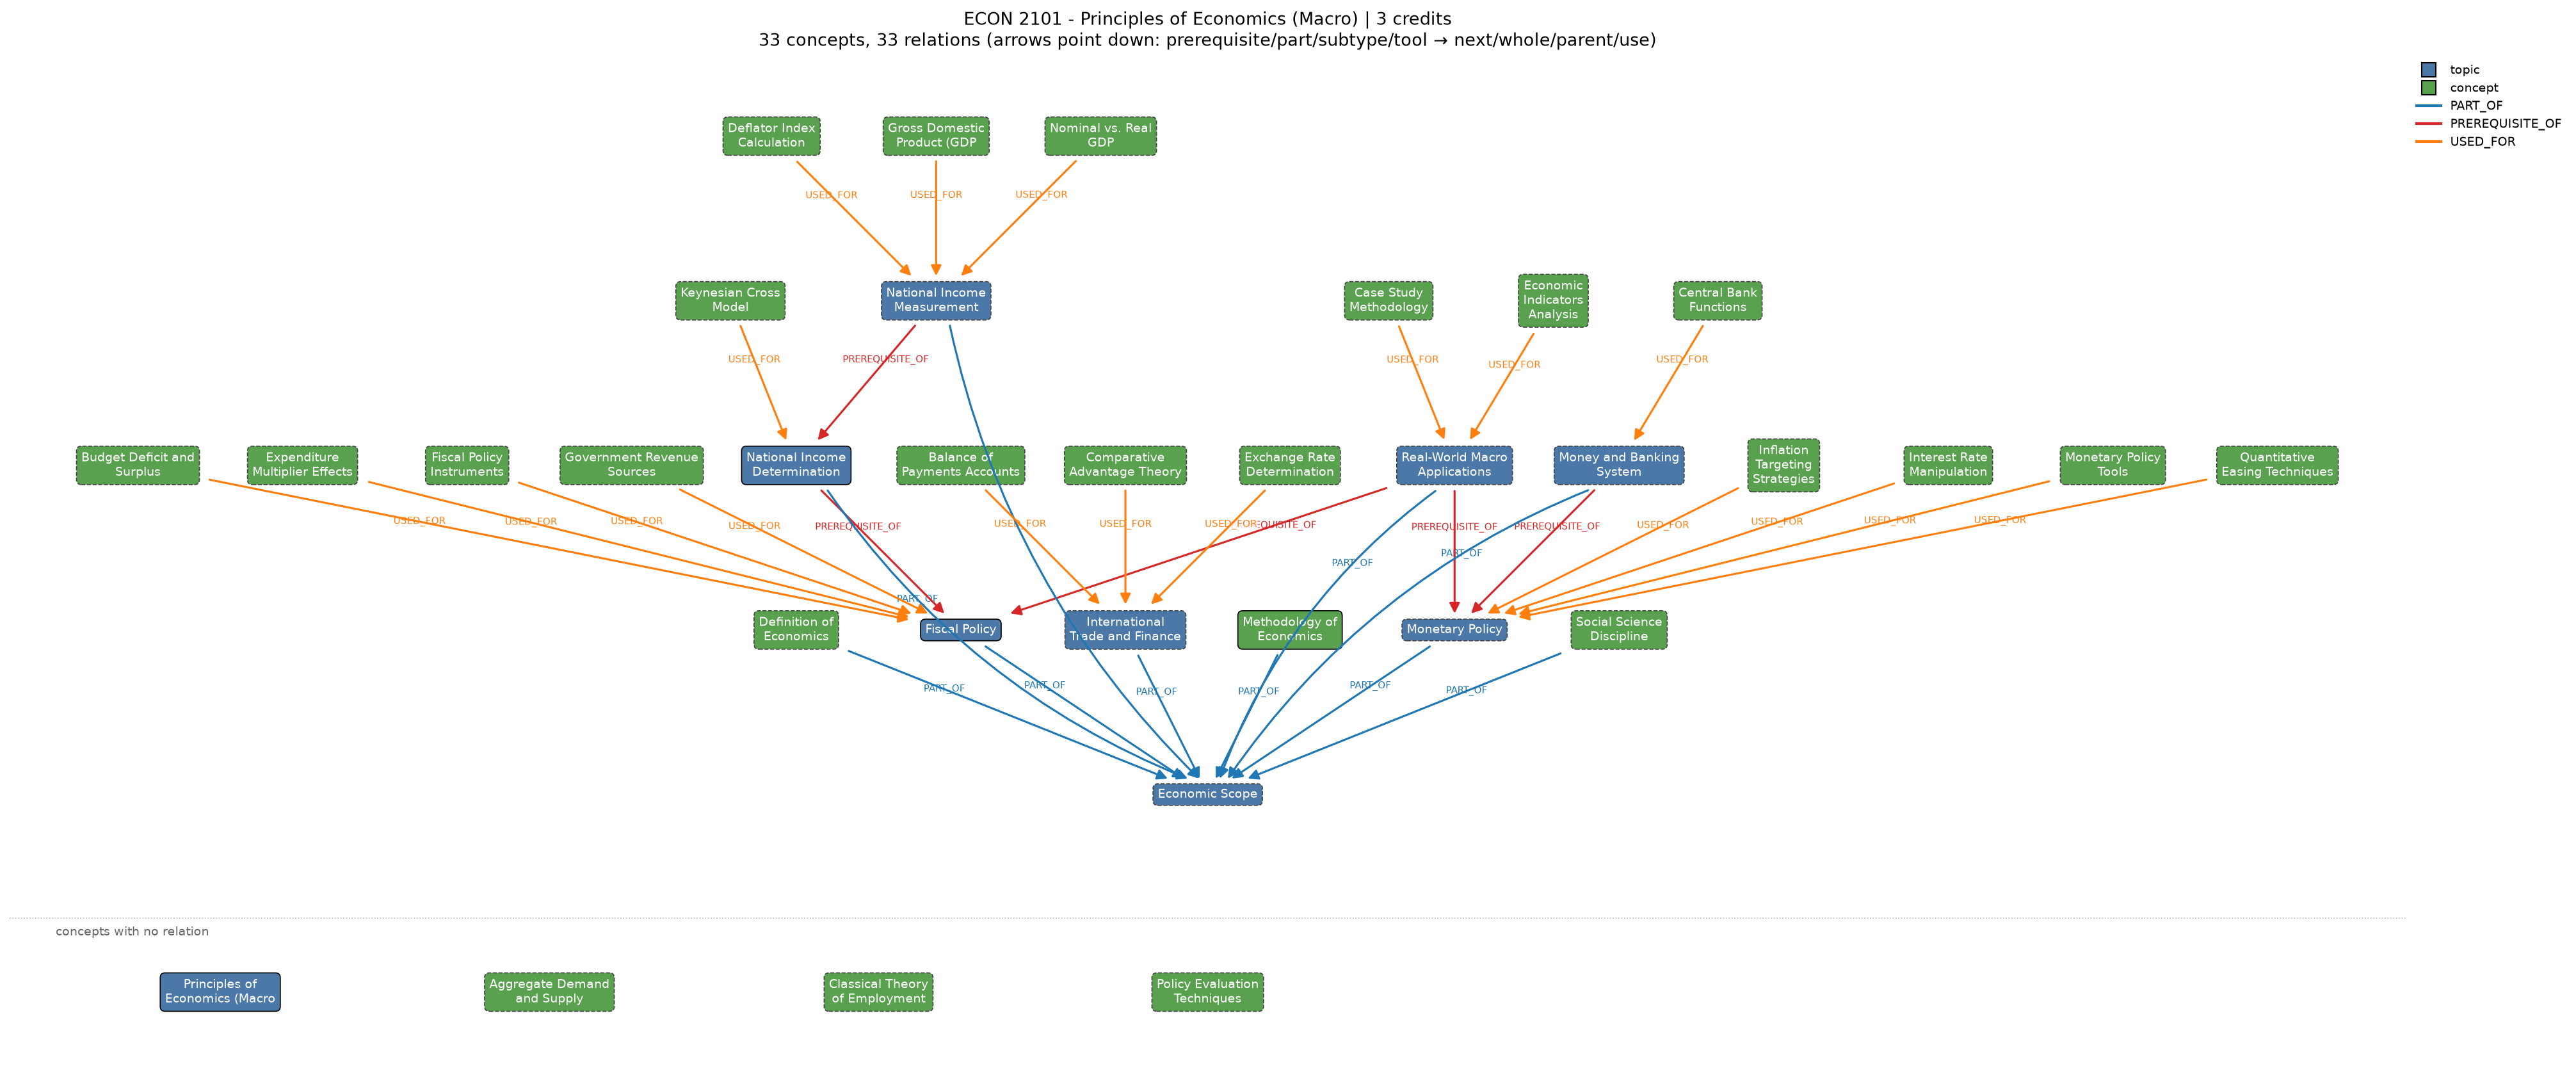 ECON 2101 - Principles of Economics (Macro) | 3 credits
33 concepts, 33 relations (arrows point down: prerequisite/part/subtype/tool → next/whole/parent/use)
topic
concept
PART_OF
PREREQUISITE_OF
USED_FOR
Deflator Index
Calculation
Gross Domestic
Product (GDP
Nominal vs. Real
GDP
USED_FOR
USED_FOR
USED_FOR
Keynesian Cross
Model
National Income
Measurement
Case Study
Methodology
Economic
Indicators
Analysis
Central Bank
Functions
USED_FOR
PREREQUISITE_OF
USED_FOR
USED_FOR
USED_FOR
Budget Deficit and
Surplus
Expenditure
Multiplier Effects
Fiscal Policy
Instruments
Government Revenue
Sources
National Income
Determination
Balance of
Payments Accounts
Comparative
Advantage Theory
Exchange Rate
Determination
Real-World Macro
Applications
Money and Banking
System
Inflation
Targeting
Strategies
Interest Rate
Manipulation
Monetary Policy
Tools
Quantitative
Easing Techniques
USED_FOR
USED_FOR
USED_FOR
USED_FOR
PREREQUISITE_OF
USED_FOR
USED_FOR
USED_FOR
QUISITE_OF
PREREQUISITE_OF
PREREQUISITE_OF
USED_FOR
USED_FOR
USED_FOR
USED_FOR
PART_OF
PART_OF
PART_OF
Definition of
Economics
Fiscal Policy
International
Trade and Finance
Methodology of
Economics
Monetary Policy
Social Science
Discipline
PART_OF
PART_OF
PART_OF
PART_OF
PART_OF
PART_OF
Economic Scope
concepts with no relation
Principles of
Economics (Macro
Aggregate Demand
and Supply
Classical Theory
of Employment
Policy Evaluation
Techniques